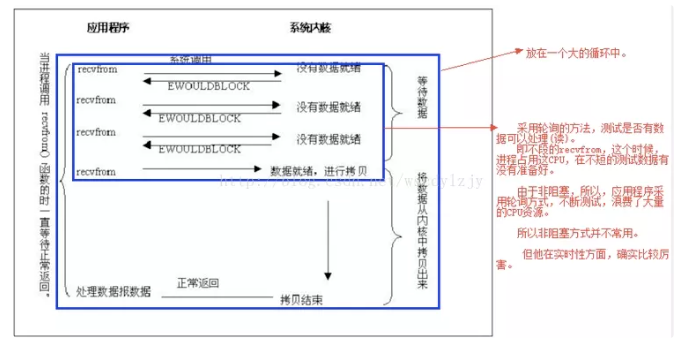 应用程序
系统内核
当进程调用 recvfrom() 函数的时一直等待正常返回。
系统调用
recvfrom
没有数据就绪
EWOULDBLOCK
recvfrom
没有数据就绪
EWOULDBLOCK
recvfrom
没有数据就绪
EWOULDBLOCK
recvfrom
数据就绪，进行拷贝
等待数据
将数据从内核中拷贝出来
正常返回
处理数据报数据
拷贝结束
放在一个大的循环中。
采用轮询的方法，测试是否有数
据可以处理(读)。
即不段的recvfrom，这个时候，
进程占用这CPU，在不短的测试数据有
没有准备好。
由于非阻塞，所以，应用程序采
用轮询方式，不断测试，浪费了大量
的CPU资源。
所以非阻塞方式并不常用。
但他在实时性方面，确实比较厉
害。